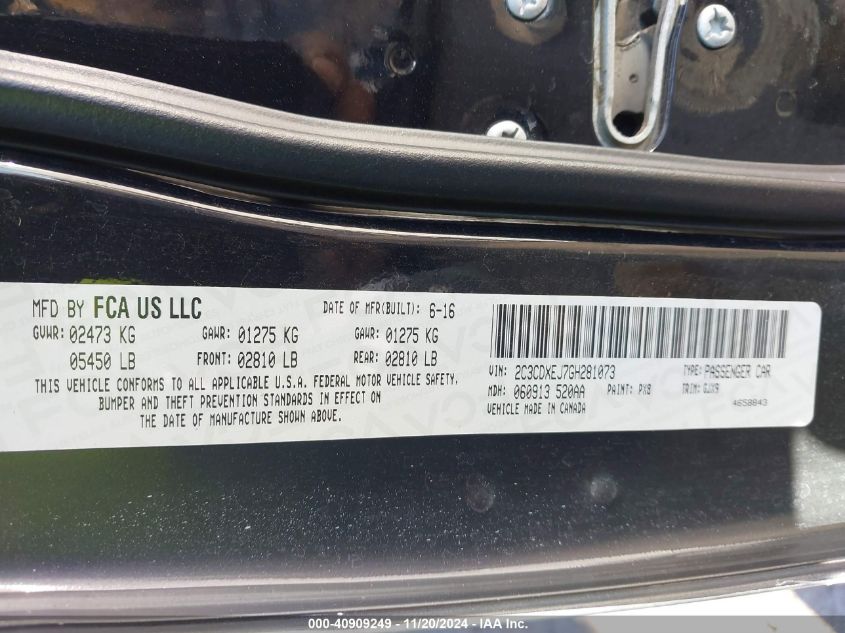 MFD BY FCA US LLC DATE OF MFR(BUILT): 6-16
GVWR: 02473 KG GAWR: 01275 KG GAWR: 01275 KG
05450 LB FRONT: 02810 LB REAR: 02810 LB
THIS VEHICLE CONFORMS TO ALL APPLICABLE U.S.A. FEDERAL MOTOR VEHICLE SAFETY,
BUMPER AND THEFT PREVENTION STANDARDS IN EFFECT ON
THE DATE OF MANUFACTURE SHOWN ABOVE.
VIN: 2C3CDXEJ7GH281073 TYPE: PASSENGER CAR
MDH: 060913 520AA PAINT: PX8 TRIM: GJX9
VEHICLE MADE IN CANADA 4658843
000-40909249 - 11/20/2024 - IAA Inc.